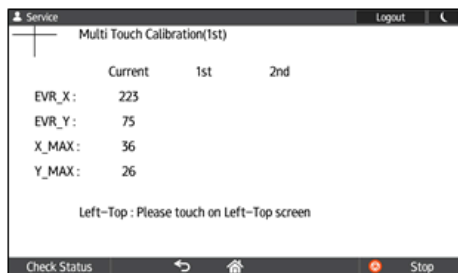 Service Logout
Multi Touch Calibration(1st)
Current 1st 2nd
EVR_X : 223
EVR_Y : 75
X_MAX : 36
Y_MAX : 26
Left-Top : Please touch on Left-Top screen
Check Status Stop